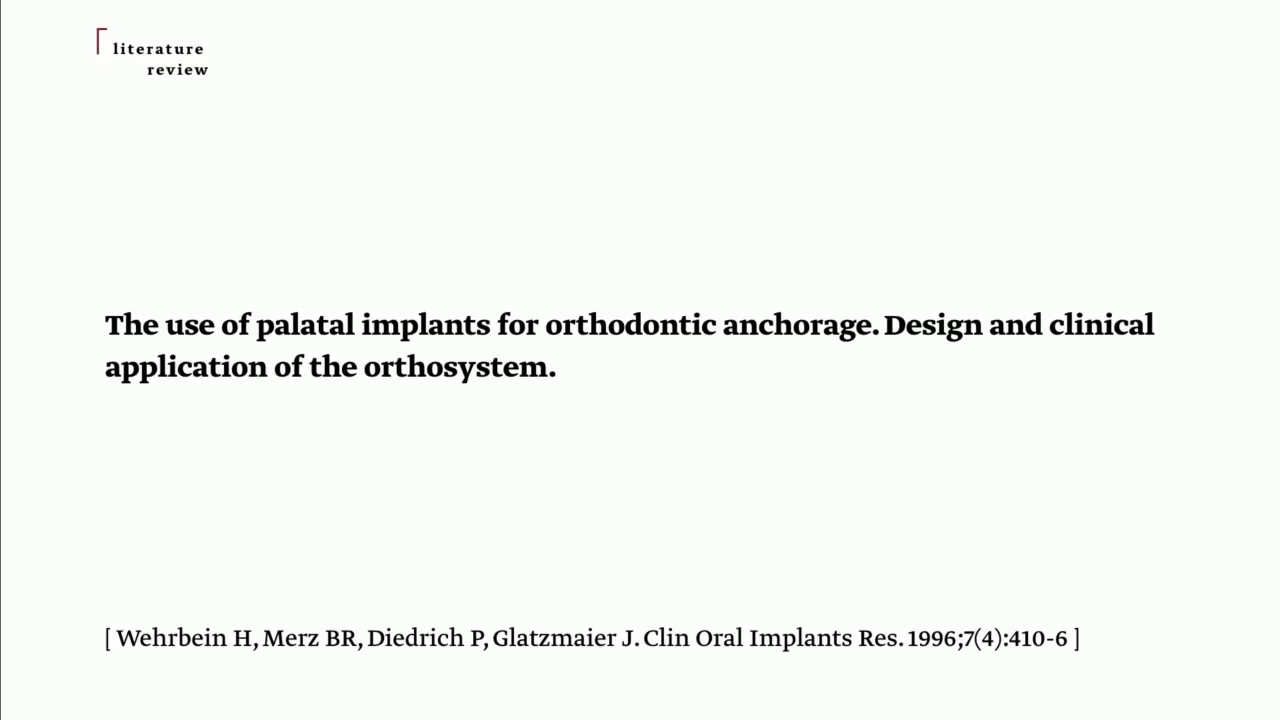 literature
review
The use of palatal implants for orthodontic anchorage. Design and clinical
application of the orthosystem.
[ Wehrbein H, Merz BR, Diedrich P, Glatzmaier J. Clin Oral Implants Res. 1996;7(4):410-6 ]